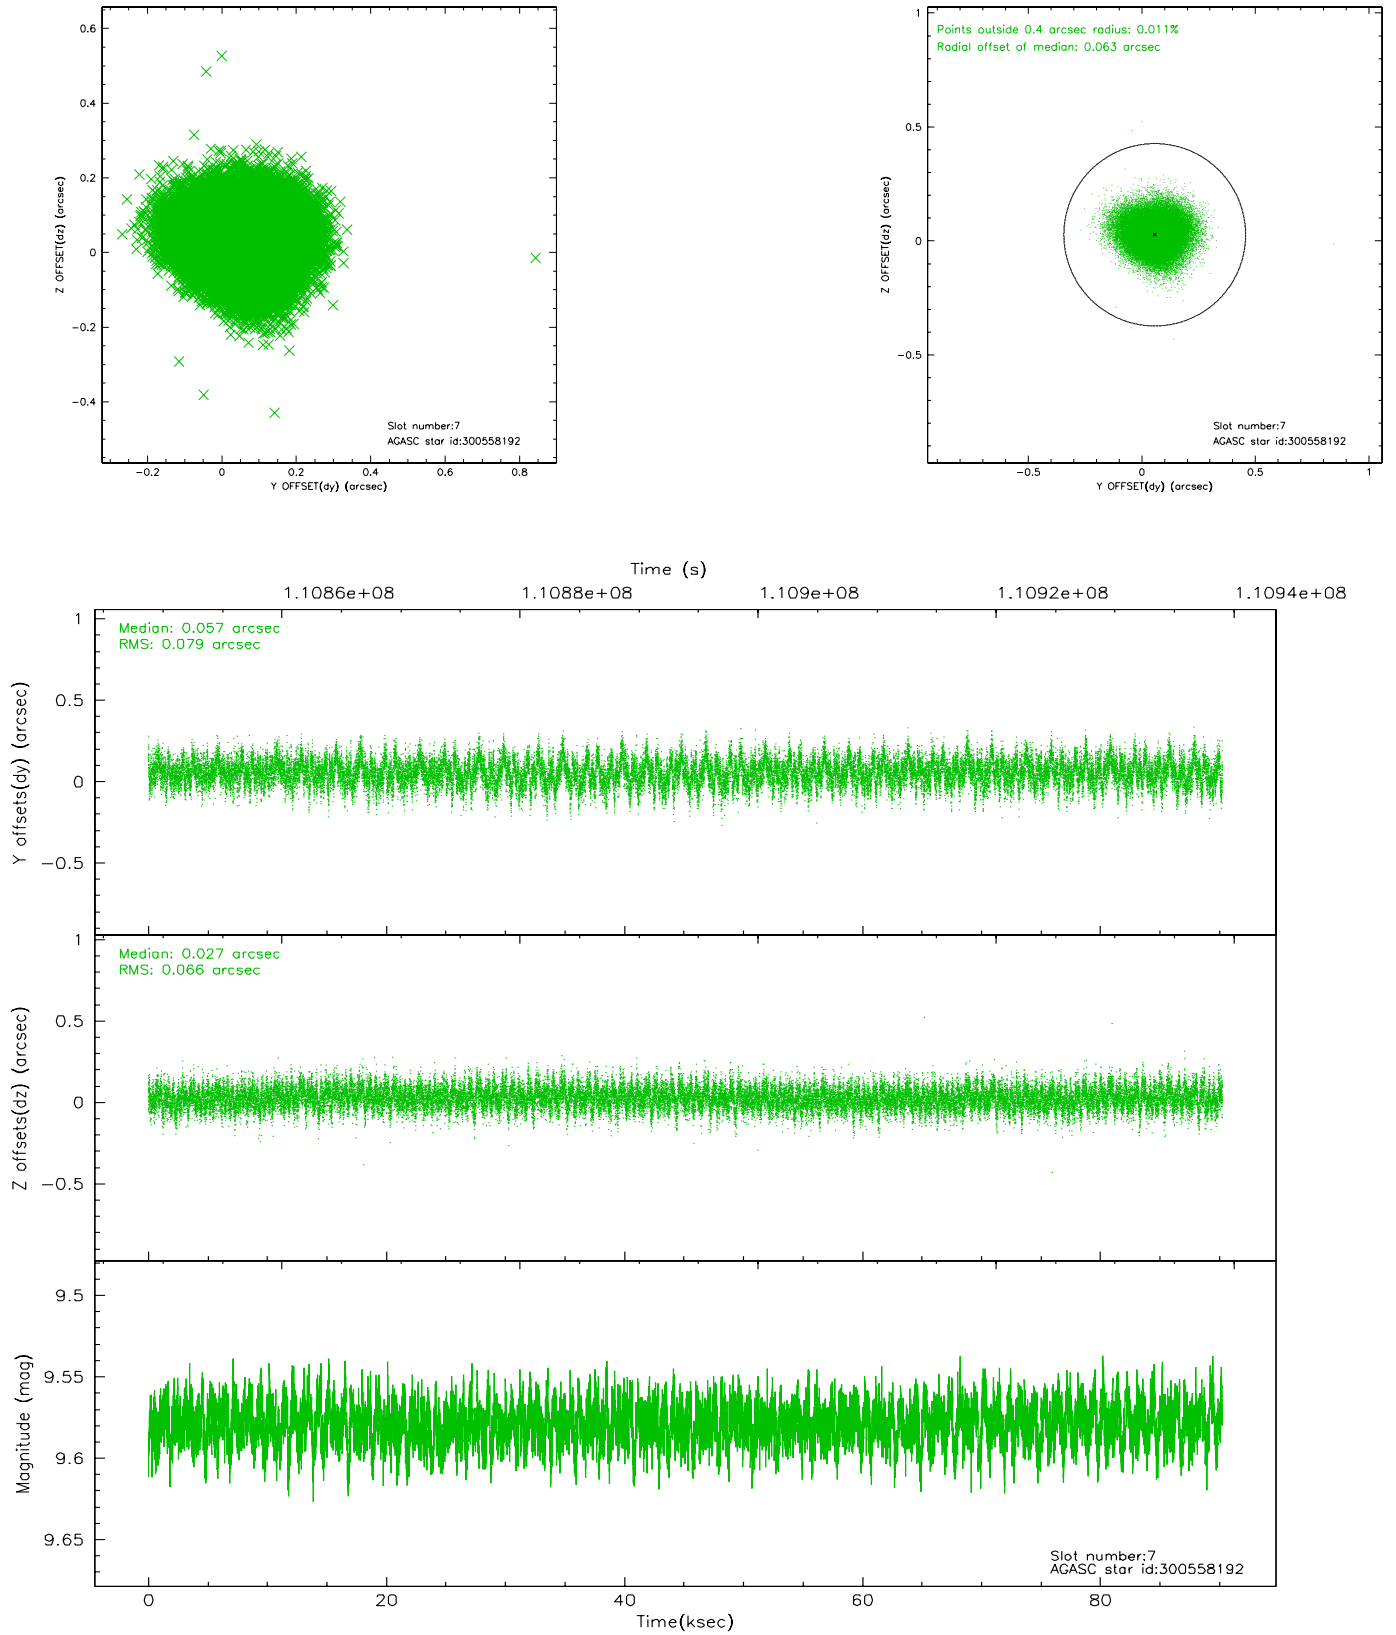 0.6
0.4
0.2
0
−0.2
−0.4
Z OFFSET(dz) (arcsec)
Slot number:7
AGASC star id:300558192
−0.2 0 0.2 0.4 0.6 0.8
Y OFFSET(dy) (arcsec)
Points outside 0.4 arcsec radius: 0.011%
Radial offset of median: 0.063 arcsec
1
0.5
0
−0.5
Z OFFSET(dz) (arcsec)
Slot number:7
AGASC star id:300558192
−0.5 0 0.5 1
Y OFFSET(dy) (arcsec)
Time (s)
1.1086e+08 1.1088e+08 1.109e+08 1.1092e+08 1.1094e+08
Median: 0.057 arcsec
RMS: 0.079 arcsec
1
0.5
0
−0.5
Y offsets(dy) (arcsec)
Median: 0.027 arcsec
RMS: 0.066 arcsec
1
0.5
0
−0.5
Z offsets(dz) (arcsec)
9.5
9.55
9.6
9.65
Magnitude (mag)
Slot number:7
AGASC star id:300558192
0 20 40 60 80
Time(ksec)